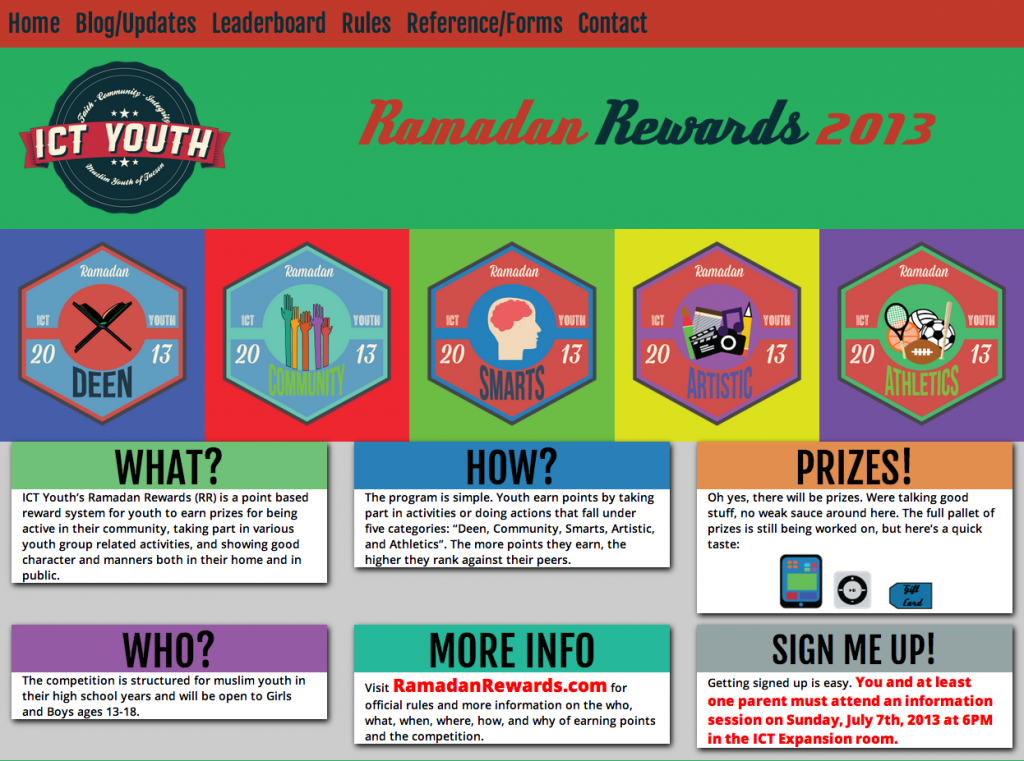 Home Blog/Updates Leaderboard Rules Reference/Forms Contact
Faith - Community - Integrity
ICT YOUTH
Muslim Youth of Tucson
Ramadan Rewards 2013
Ramadan
ICT YOUTH
20 13
DEEN
Ramadan
ICT YOUTH
20 13
COMMUNITY
Ramadan
ICT YOUTH
20 13
SMARTS
Ramadan
ICT YOUTH
20 13
ARTISTIC
Ramadan
ICT YOUTH
20 13
ATHLETICS
WHAT?
ICT Youth’s Ramadan Rewards (RR) is a point based
reward system for youth to earn prizes for being
active in their community, taking part in various
youth group related activities, and showing good
character and manners both in their home and in
public.
HOW?
The program is simple. Youth earn points by taking
part in activities or doing actions that fall under
five categories: “Deen, Community, Smarts, Artistic,
and Athletics”. The more points they earn, the
higher they rank against their peers.
PRIZES!
Oh yes, there will be prizes. Were talking good
stuff, no weak sauce around here. The full pallet of
prizes is still being worked on, but here’s a quick
taste:
Gift
Card
WHO?
The competition is structured for muslim youth in
their high school years and will be open to Girls
and Boys ages 13-18.
MORE INFO
Visit RamadanRewards.com for
official rules and more information on the who,
what, when, where, how, and why of earning points
and the competition.
SIGN ME UP!
Getting signed up is easy. You and at least
one parent must attend an information
session on Sunday, July 7th, 2013 at 6PM
in the ICT Expansion room.